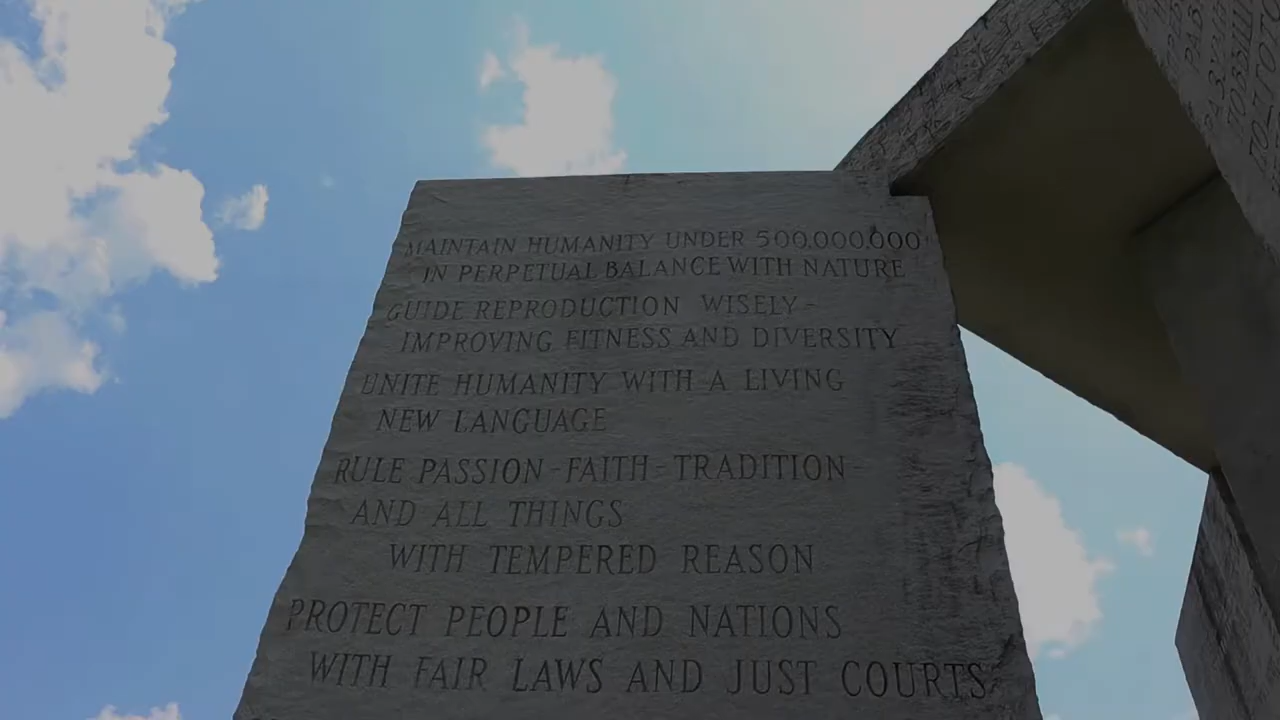 MAINTAIN HUMANITY UNDER 500,000,000
IN PERPETUAL BALANCE WITH NATURE
GUIDE REPRODUCTION WISELY-
IMPROVING FITNESS AND DIVERSITY
UNITE HUMANITY WITH A LIVING
NEW LANGUAGE
RULE PASSION-FAITH-TRADITION-
AND ALL THINGS
WITH TEMPERED REASON
PROTECT PEOPLE AND NATIONS
WITH FAIR LAWS AND JUST COURTS